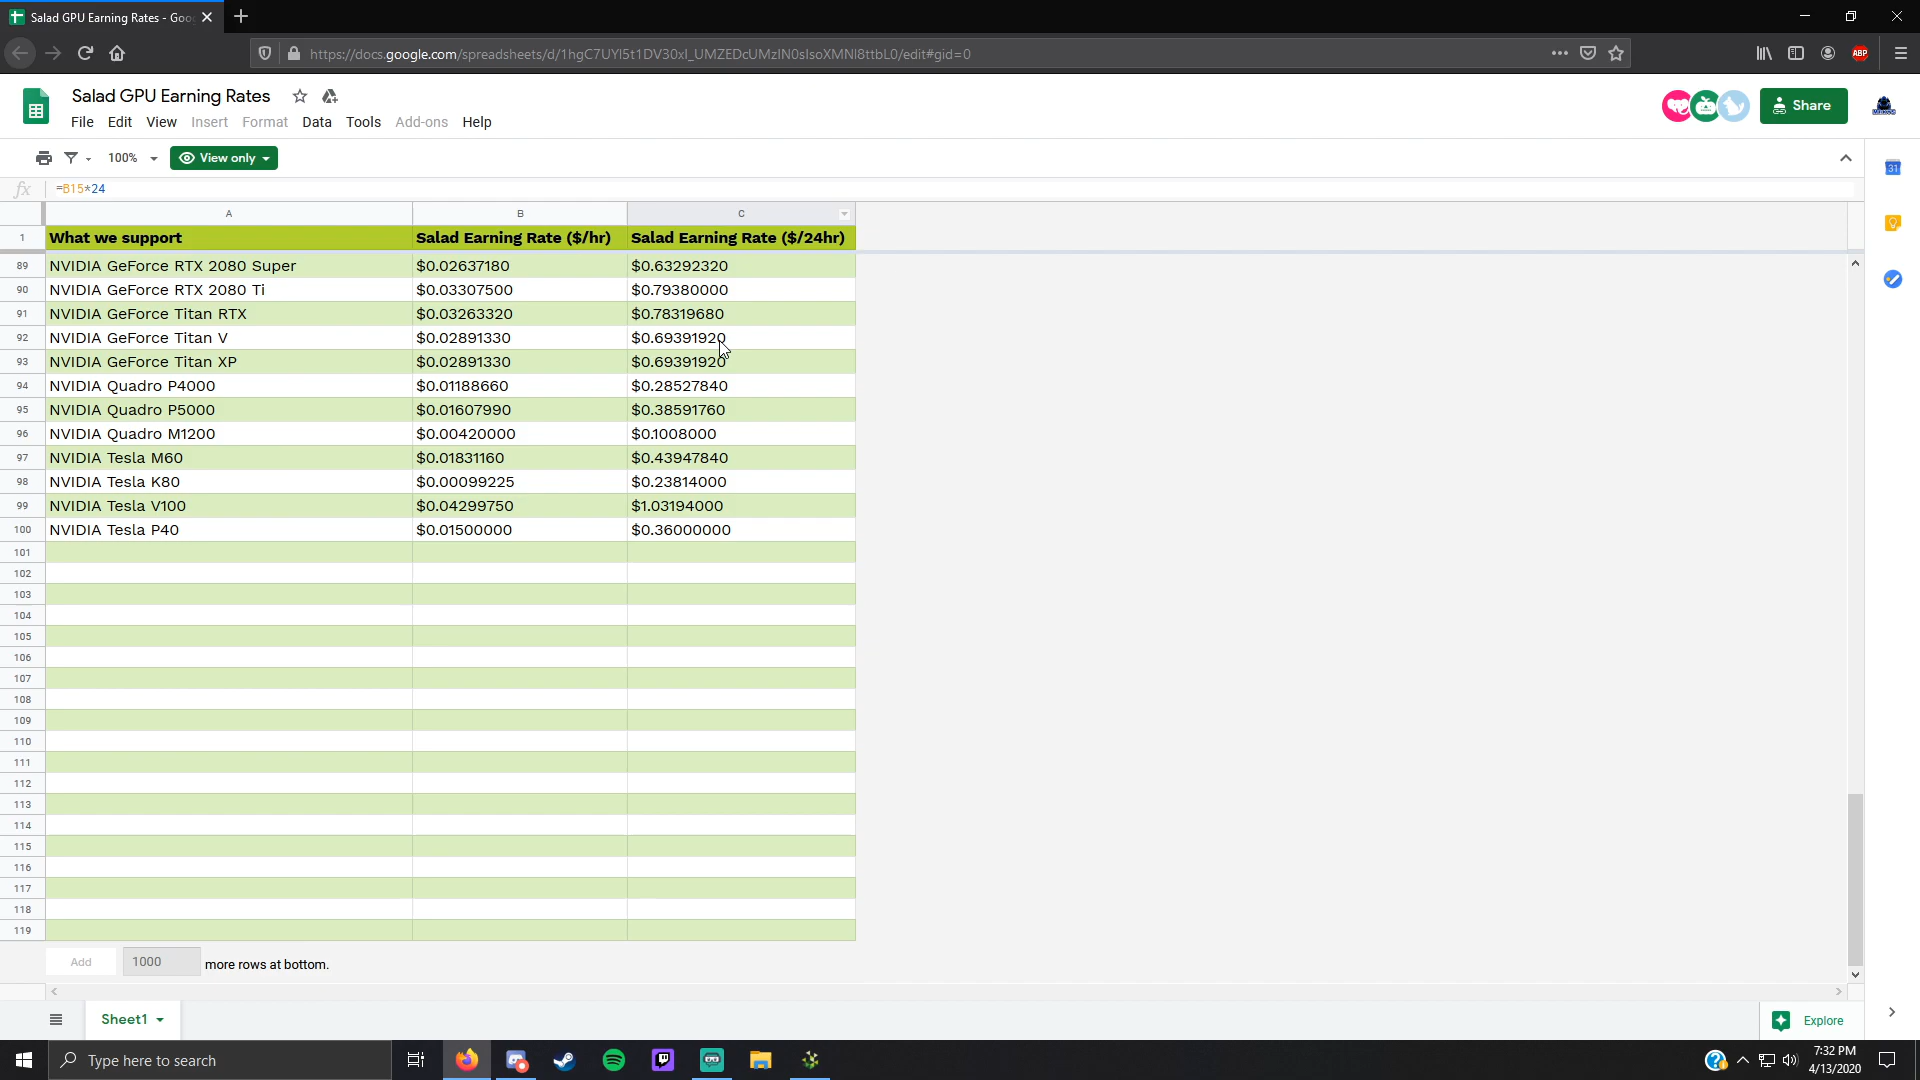 Salad GPU Earning Rates - Goo
https://docs.google.com/spreadsheets/d/1hgC7UYl5t1DV30xI_UMZEDcUMzIN0sIsoXMNl8ttbL0/edit#gid=0
ABP
Salad GPU Earning Rates
Share
File Edit View Insert Format Data Tools Add-ons Help
100% View only
31
fx =B15*24
A B C
1 What we support Salad Earning Rate ($/hr) Salad Earning Rate ($/24hr)
89 NVIDIA GeForce RTX 2080 Super $0.02637180 $0.63292320
90 NVIDIA GeForce RTX 2080 Ti $0.03307500 $0.79380000
91 NVIDIA GeForce Titan RTX $0.03263320 $0.78319680
92 NVIDIA GeForce Titan V $0.02891330 $0.69391920
93 NVIDIA GeForce Titan XP $0.02891330 $0.69391920
94 NVIDIA Quadro P4000 $0.01188660 $0.28527840
95 NVIDIA Quadro P5000 $0.01607990 $0.38591760
96 NVIDIA Quadro M1200 $0.00420000 $0.1008000
97 NVIDIA Tesla M60 $0.01831160 $0.43947840
98 NVIDIA Tesla K80 $0.00099225 $0.23814000
99 NVIDIA Tesla V100 $0.04299750 $1.03194000
100 NVIDIA Tesla P40 $0.01500000 $0.36000000
101
102
103
104
105
106
107
108
109
110
111
112
113
114
115
116
117
118
119
Add 1000 more rows at bottom.
Sheet1
Explore
Type here to search
7:32 PM
4/13/2020